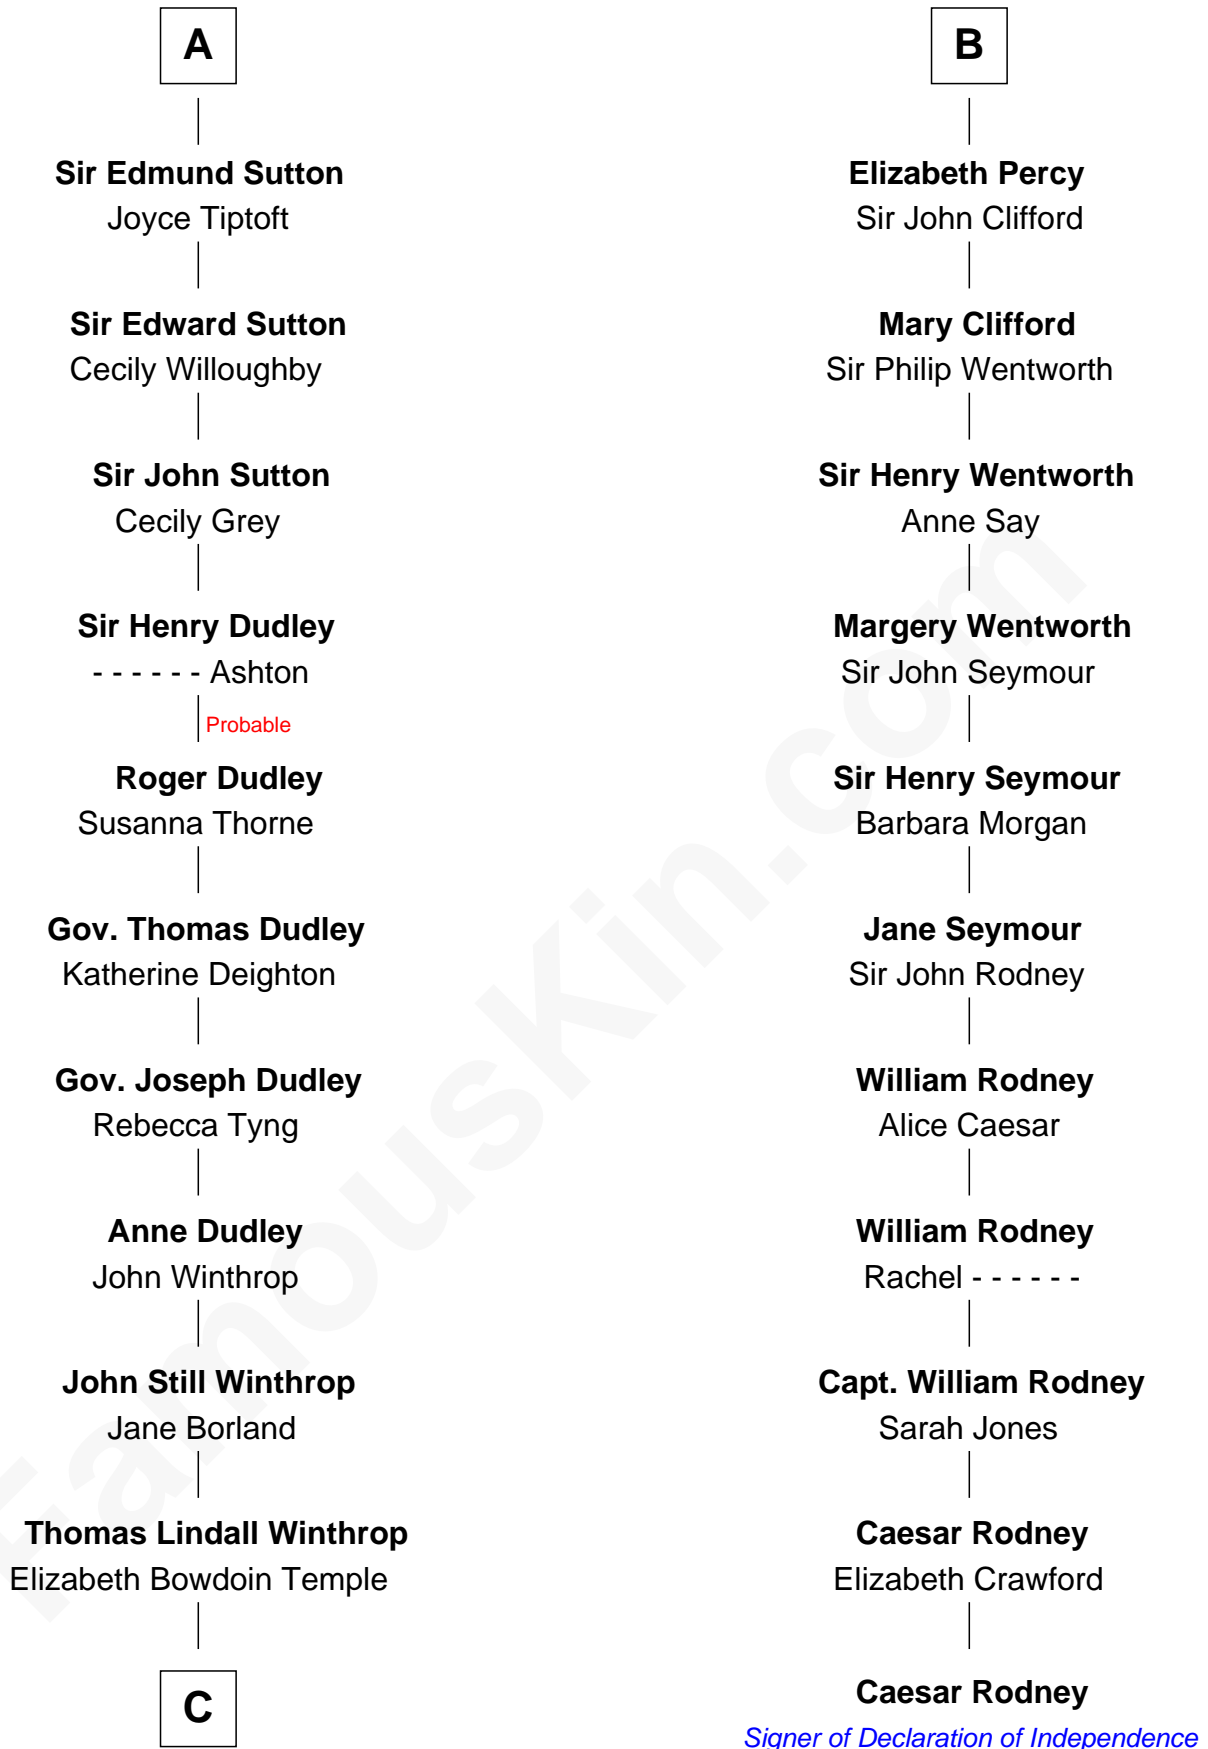 A
Sir Edmund Sutton
Joyce Tiptoft
Sir Edward Sutton
Cecily Willoughby
Sir John Sutton
Cecily Grey
Sir Henry Dudley
- - - - - - Ashton
Probable
Roger Dudley
Susanna Thorne
Gov. Thomas Dudley
Katherine Deighton
Gov. Joseph Dudley
Rebecca Tyng
Anne Dudley
John Winthrop
John Still Winthrop
Jane Borland
Thomas Lindall Winthrop
Elizabeth Bowdoin Temple
C
B
Elizabeth Percy
Sir John Clifford
Mary Clifford
Sir Philip Wentworth
Sir Henry Wentworth
Anne Say
Margery Wentworth
Sir John Seymour
Sir Henry Seymour
Barbara Morgan
Jane Seymour
Sir John Rodney
William Rodney
Alice Caesar
William Rodney
Rachel - - - - - -
Capt. William Rodney
Sarah Jones
Caesar Rodney
Elizabeth Crawford
Caesar Rodney
Signer of Declaration of Independence
FamousKin.com